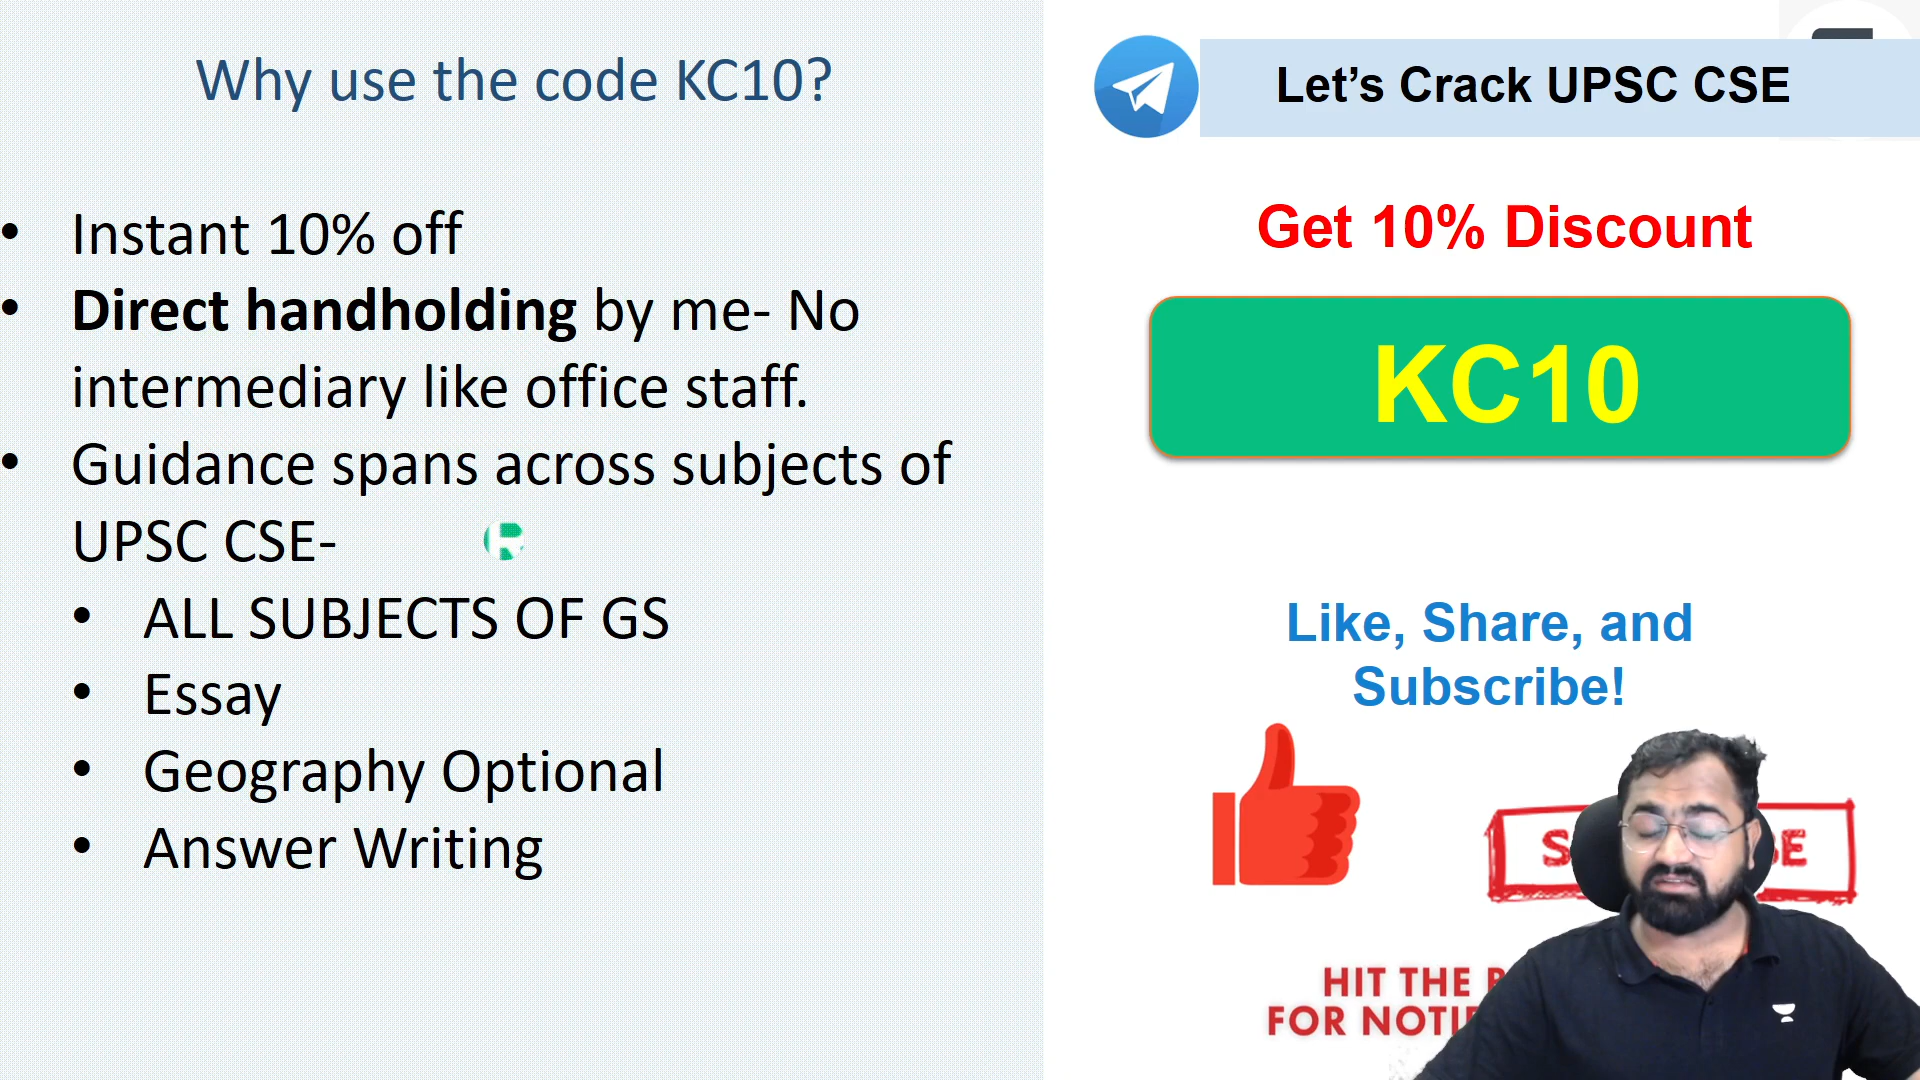 Why use the code KC10?
• Instant 10% off
• Direct handholding by me- No
intermediary like office staff.
• Guidance spans across subjects of
UPSC CSE-
• ALL SUBJECTS OF GS
• Essay
• Geography Optional
• Answer Writing
Let’s Crack UPSC CSE
Get 10% Discount
KC10
Like, Share, and
Subscribe!
HIT THE
FOR